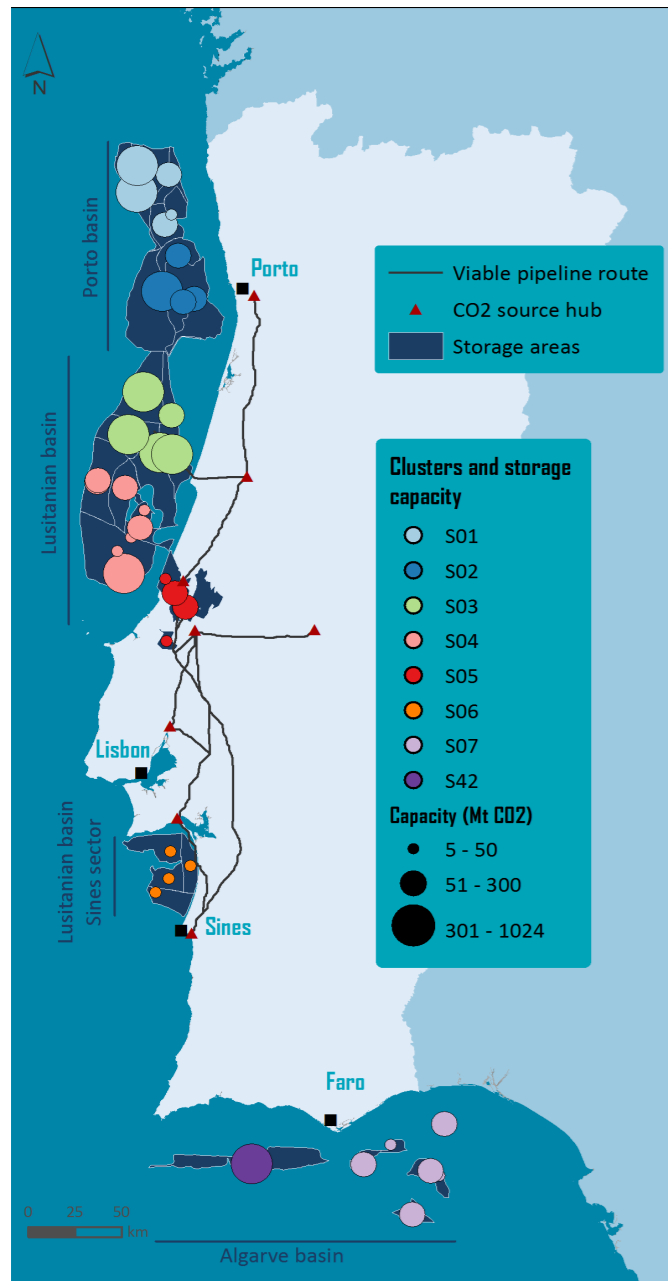 N
Porto basin
Porto
Viable pipeline route
CO2 source hub
Storage areas
Lusitanian basin
Clusters and storage
capacity
S01
S02
S03
S04
S05
S06
S07
S42
Capacity (Mt CO2)
5 - 50
51 - 300
301 - 1024
Lisbon
Lusitanian basin
Sines sector
Sines
Faro
0 25 50
km
Algarve basin